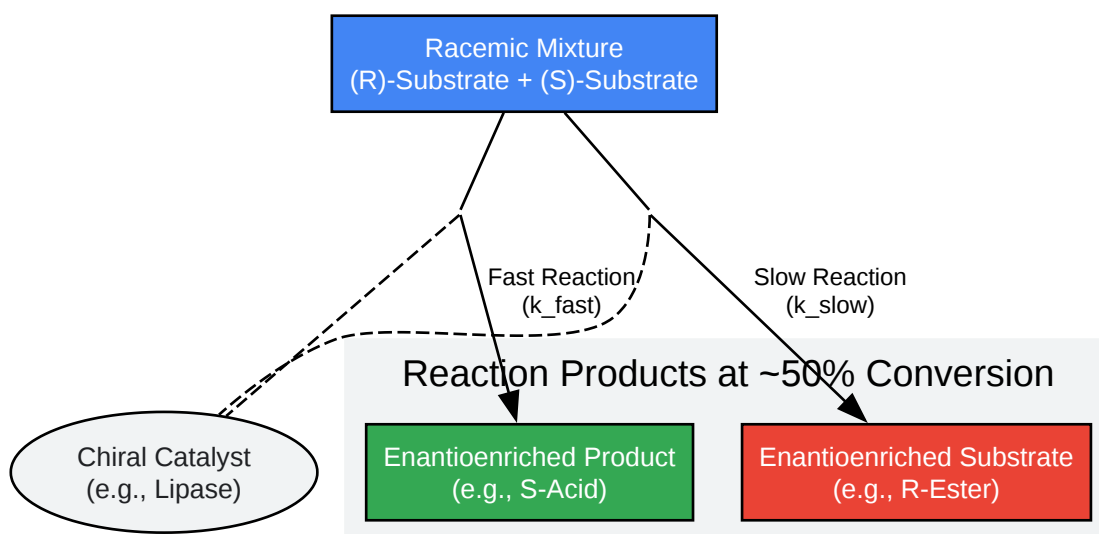 Racemic Mixture
(R)-Substrate + (S)-Substrate
Fast Reaction
(k_fast)
Slow Reaction
(k_slow)
Reaction Products at ~50% Conversion
Chiral Catalyst
(e.g., Lipase)
Enantioenriched Product
(e.g., S-Acid)
Enantioenriched Substrate
(e.g., R-Ester)